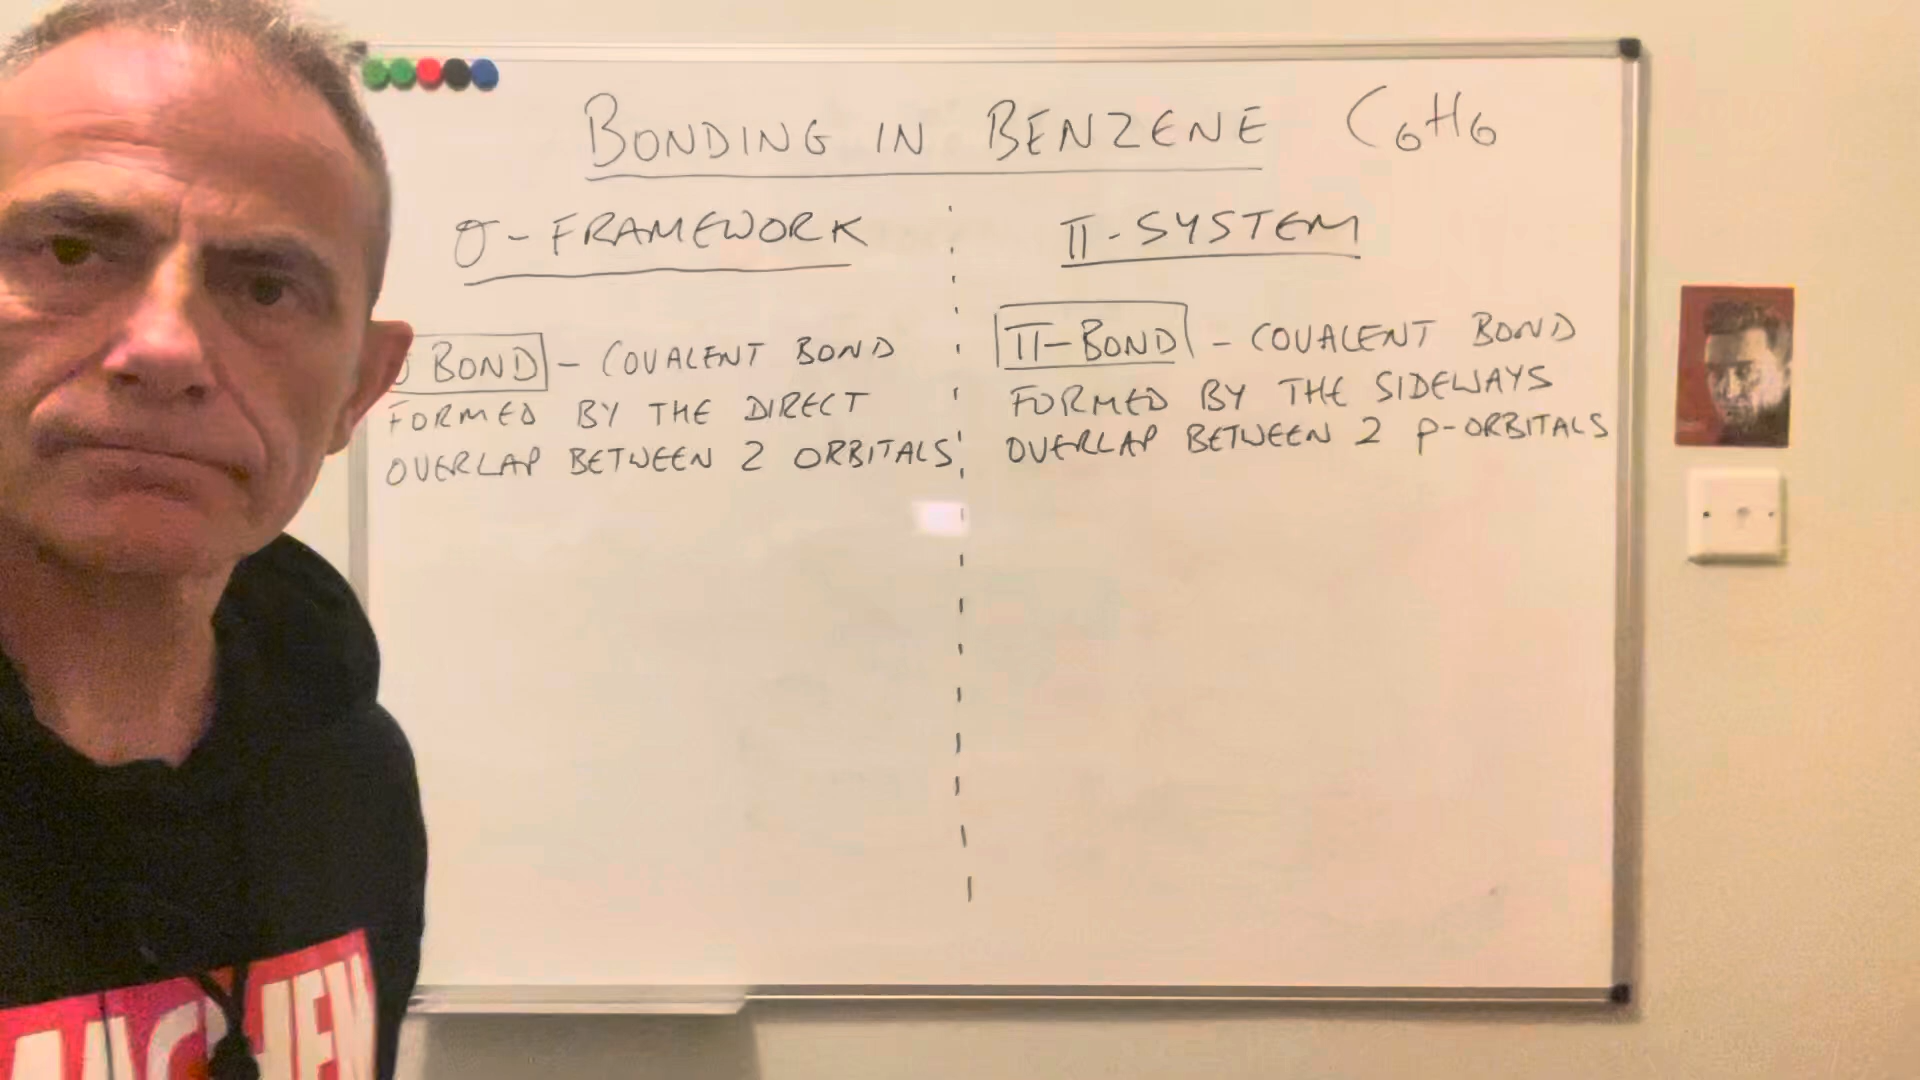 BONDING IN BENZENE C6H6
σ-FRAMEWORK
π-SYSTEM
σ BOND - COVALENT BOND
FORMED BY THE DIRECT
OVERLAP BETWEEN 2 ORBITALS
π-BOND - COVALENT BOND
FORMED BY THE SIDEWAYS
OVERLAP BETWEEN 2 p-ORBITALS